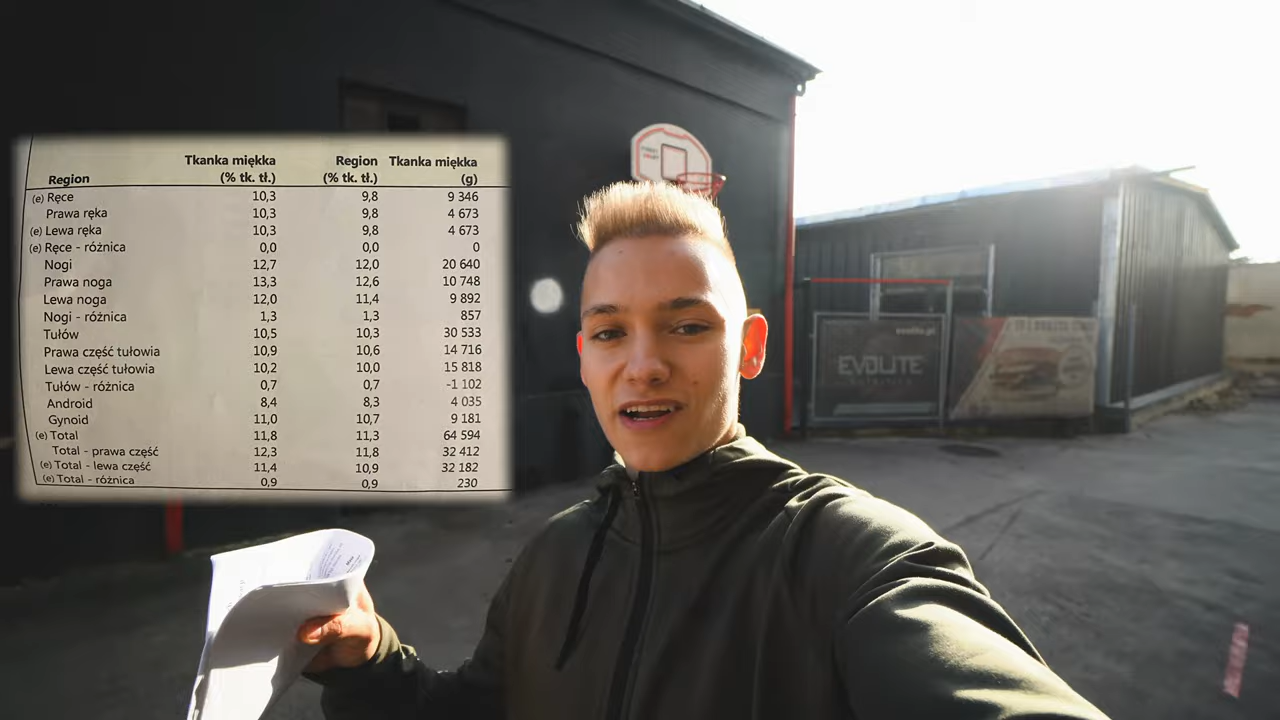 Tkanka miękka Region Tkanka miękka
Region (% tk. tł.) (% tk. tł.) (g)
(e) Ręce 10,3 9,8 9 346
Prawa ręka 10,3 9,8 4 673
(e) Lewa ręka 10,3 9,8 4 673
(e) Ręce - różnica 0,0 0,0 0
Nogi 12,7 12,0 20 640
Prawa noga 13,3 12,6 10 748
Lewa noga 12,0 11,4 9 892
Nogi - różnica 1,3 1,3 857
Tułów 10,5 10,3 30 533
Prawa część tułowia 10,9 10,6 14 716
Lewa część tułowia 10,2 10,0 15 818
Tułów - różnica 0,7 0,7 -1 102
Android 8,4 8,3 4 035
Gynoid 11,0 10,7 9 181
(e) Total 11,8 11,3 64 594
Total - prawa część 12,3 11,8 32 412
(e) Total - lewa część 11,4 10,9 32 182
(e) Total - różnica 0,9 0,9 230
evolite.pl
EVOLITE
NUTRITION